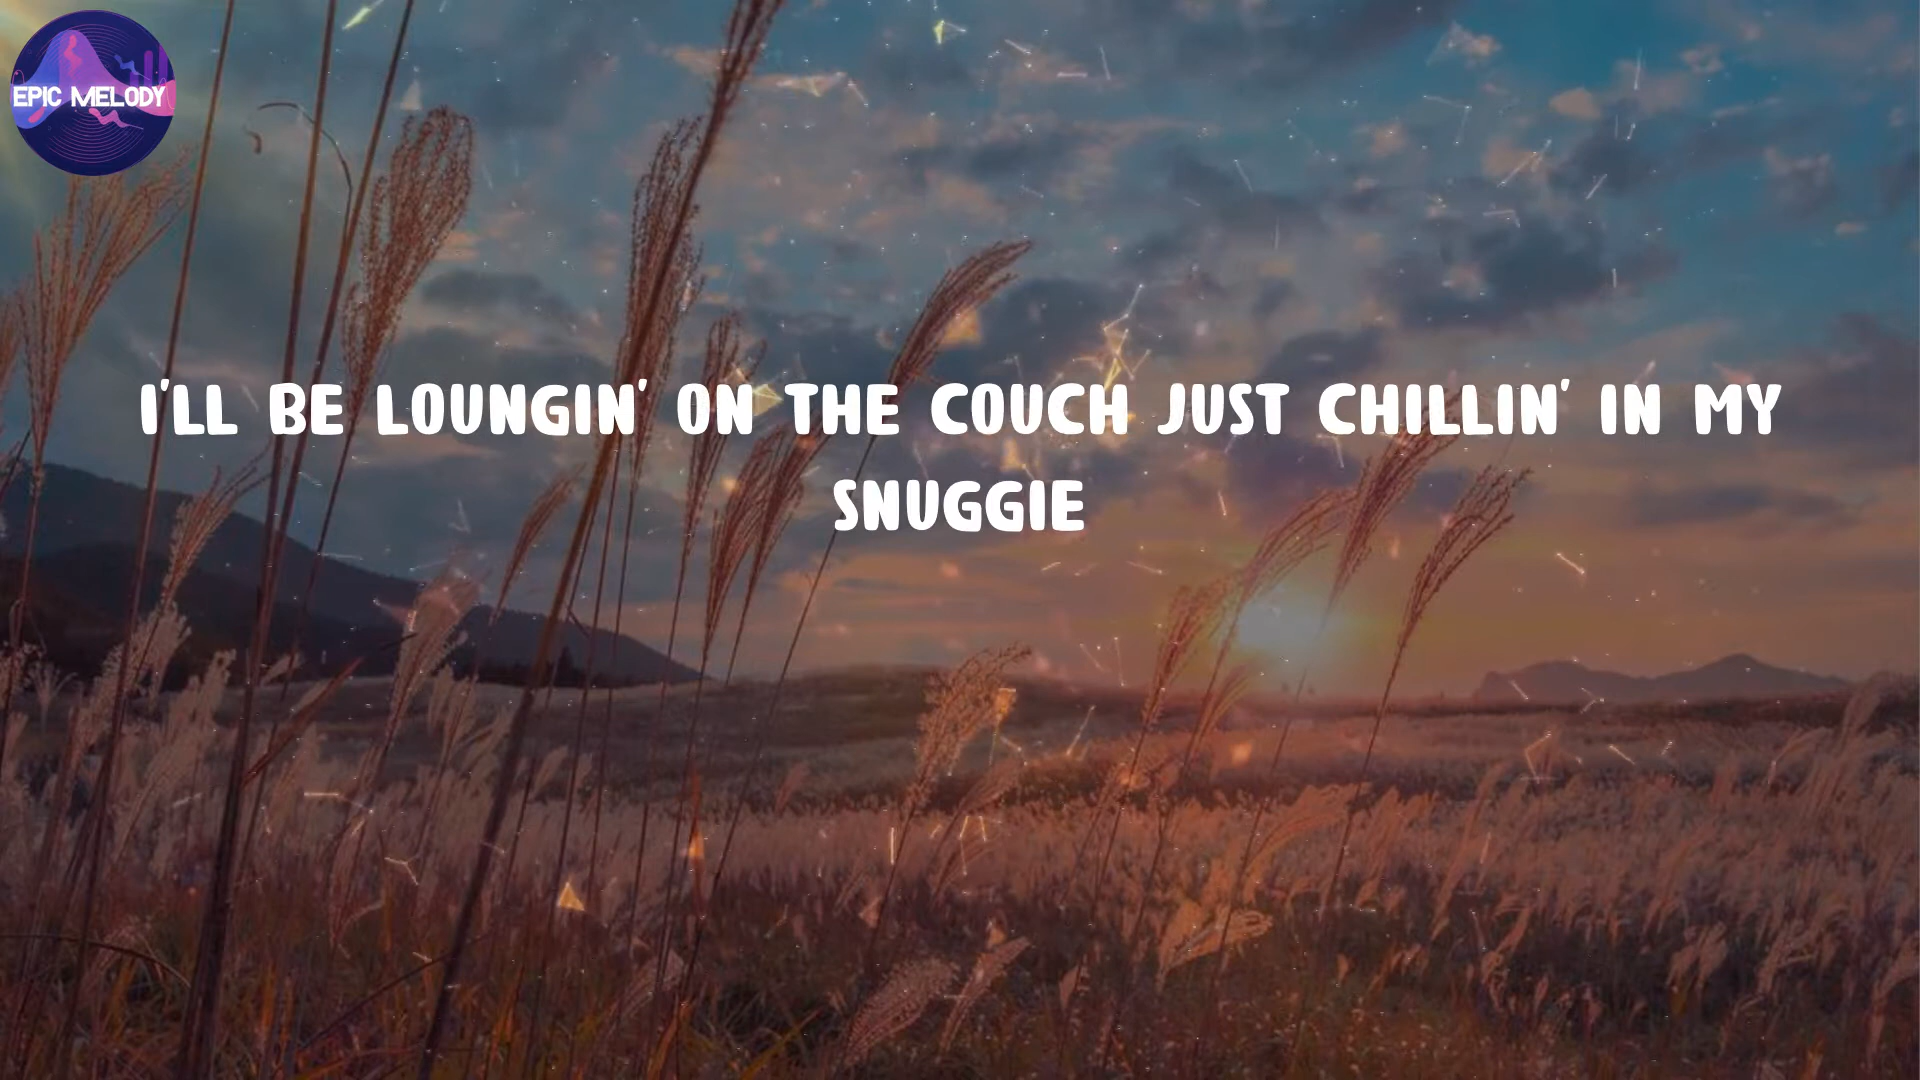 EPIC MELODY
I'LL BE LOUNGIN' ON THE COUCH JUST CHILLIN' IN MY
SNUGGIE